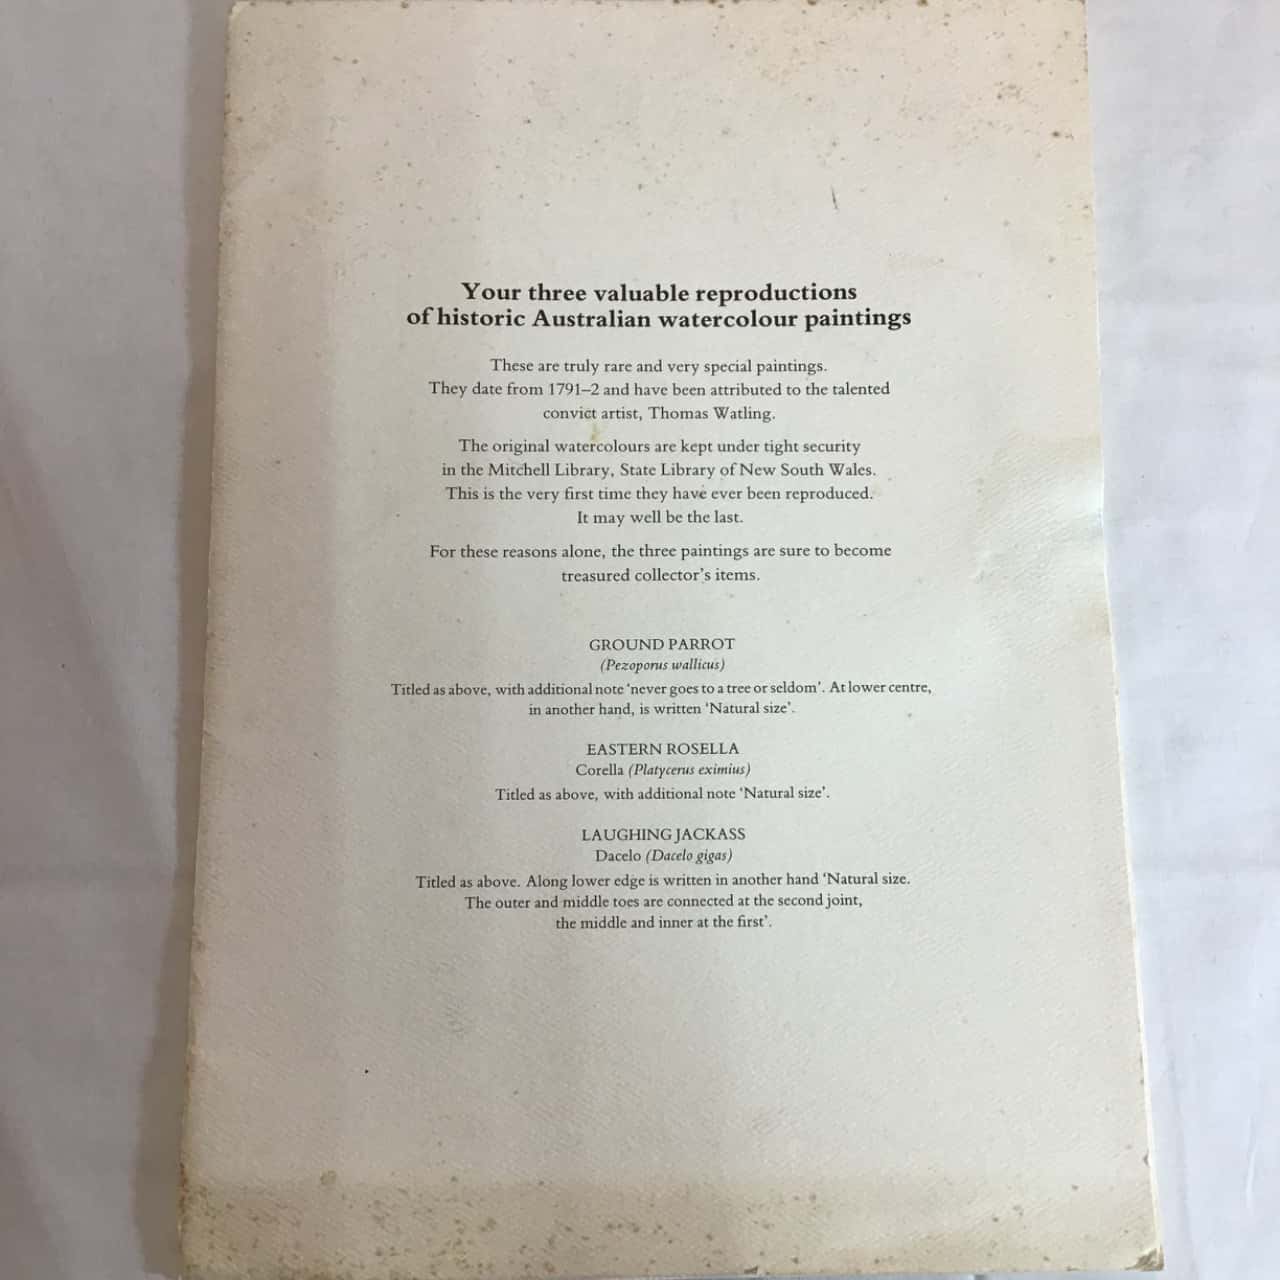 Your three valuable reproductions
of historic Australian watercolour paintings
These are truly rare and very special paintings.
They date from 1791–2 and have been attributed to the talented
convict artist, Thomas Watling.
The original watercolours are kept under tight security
in the Mitchell Library, State Library of New South Wales.
This is the very first time they have ever been reproduced.
It may well be the last.
For these reasons alone, the three paintings are sure to become
treasured collector's items.
GROUND PARROT
(Pezoporus wallicus)
Titled as above, with additional note ‘never goes to a tree or seldom’. At lower centre,
in another hand, is written ‘Natural size’.
EASTERN ROSELLA
Corella (Platycerus eximius)
Titled as above, with additional note ‘Natural size’.
LAUGHING JACKASS
Dacelo (Dacelo gigas)
Titled as above. Along lower edge is written in another hand ‘Natural size.
The outer and middle toes are connected at the second joint,
the middle and inner at the first’.